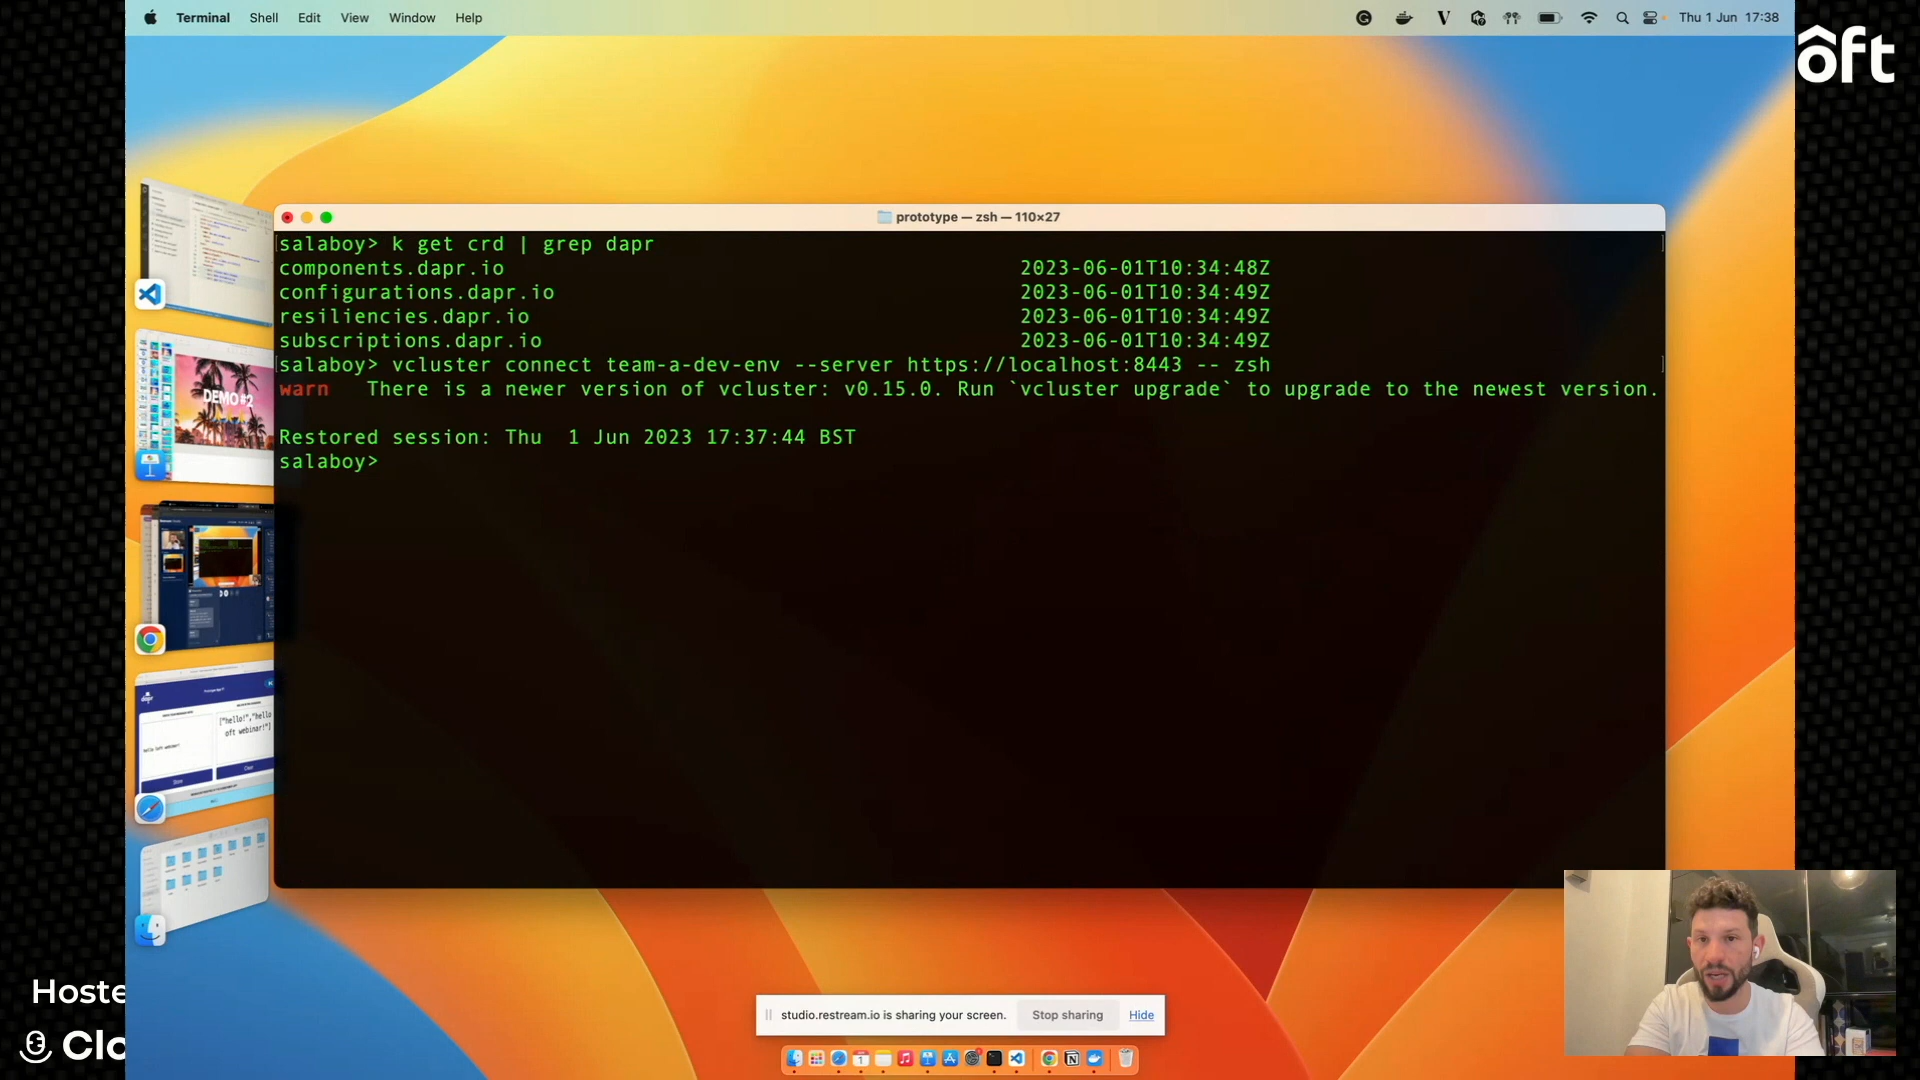 Terminal Shell Edit View Window Help
Thu 1 Jun 17:38
ôft
prototype — zsh — 110×27
salaboy> k get crd | grep dapr
components.dapr.io 2023-06-01T10:34:48Z
configurations.dapr.io 2023-06-01T10:34:49Z
resiliencies.dapr.io 2023-06-01T10:34:49Z
subscriptions.dapr.io 2023-06-01T10:34:49Z
salaboy> vcluster connect team-a-dev-env --server https://localhost:8443 -- zsh
warn There is a newer version of vcluster: v0.15.0. Run `vcluster upgrade` to upgrade to the newest version.
Restored session: Thu 1 Jun 2023 17:37:44 BST
salaboy>
DEMO #2
dapr
["hello!","hello
oft webinar!"]
Hoste
Clo
studio.restream.io is sharing your screen. Stop sharing Hide